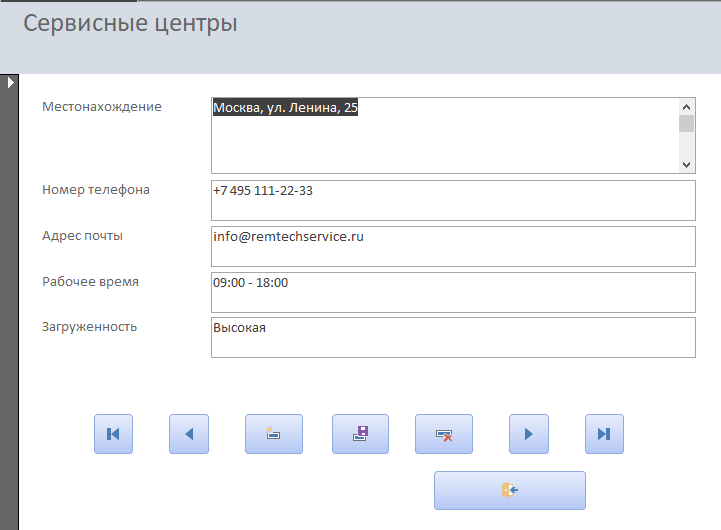 Сервисные центры
Местонахождение
Москва, ул. Ленина, 25
Номер телефона
+7 495 111-22-33
Адрес почты
info@remtechservice.ru
Рабочее время
09:00 - 18:00
Загруженность
Высокая